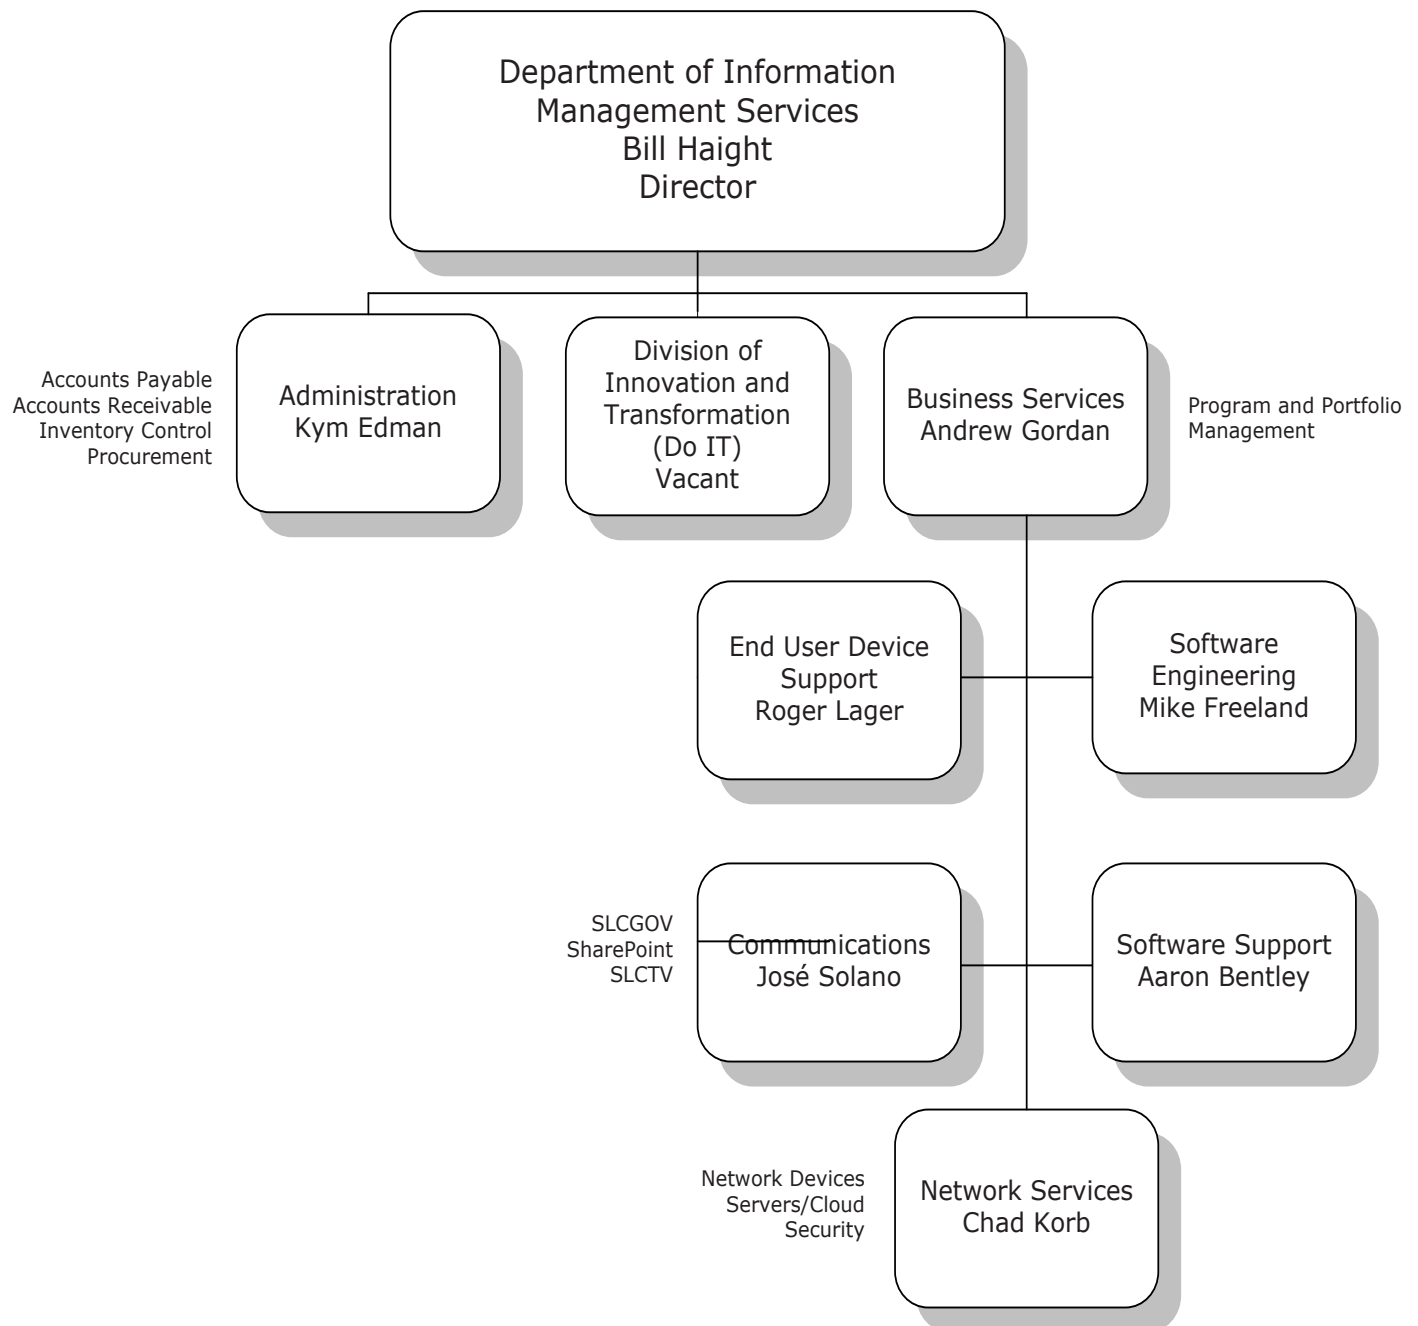 Department of Information
Management Services
Bill Haight
Director
Accounts Payable
Accounts Receivable
Inventory Control
Procurement
Administration
Kym Edman
Division of
Innovation and
Transformation
(Do IT)
Vacant
Business Services
Andrew Gordan
Program and Portfolio
Management
End User Device
Support
Roger Lager
Software
Engineering
Mike Freeland
SLCGOV
SharePoint
SLCTV
Communications
José Solano
Software Support
Aaron Bentley
Network Devices
Servers/Cloud
Security
Network Services
Chad Korb